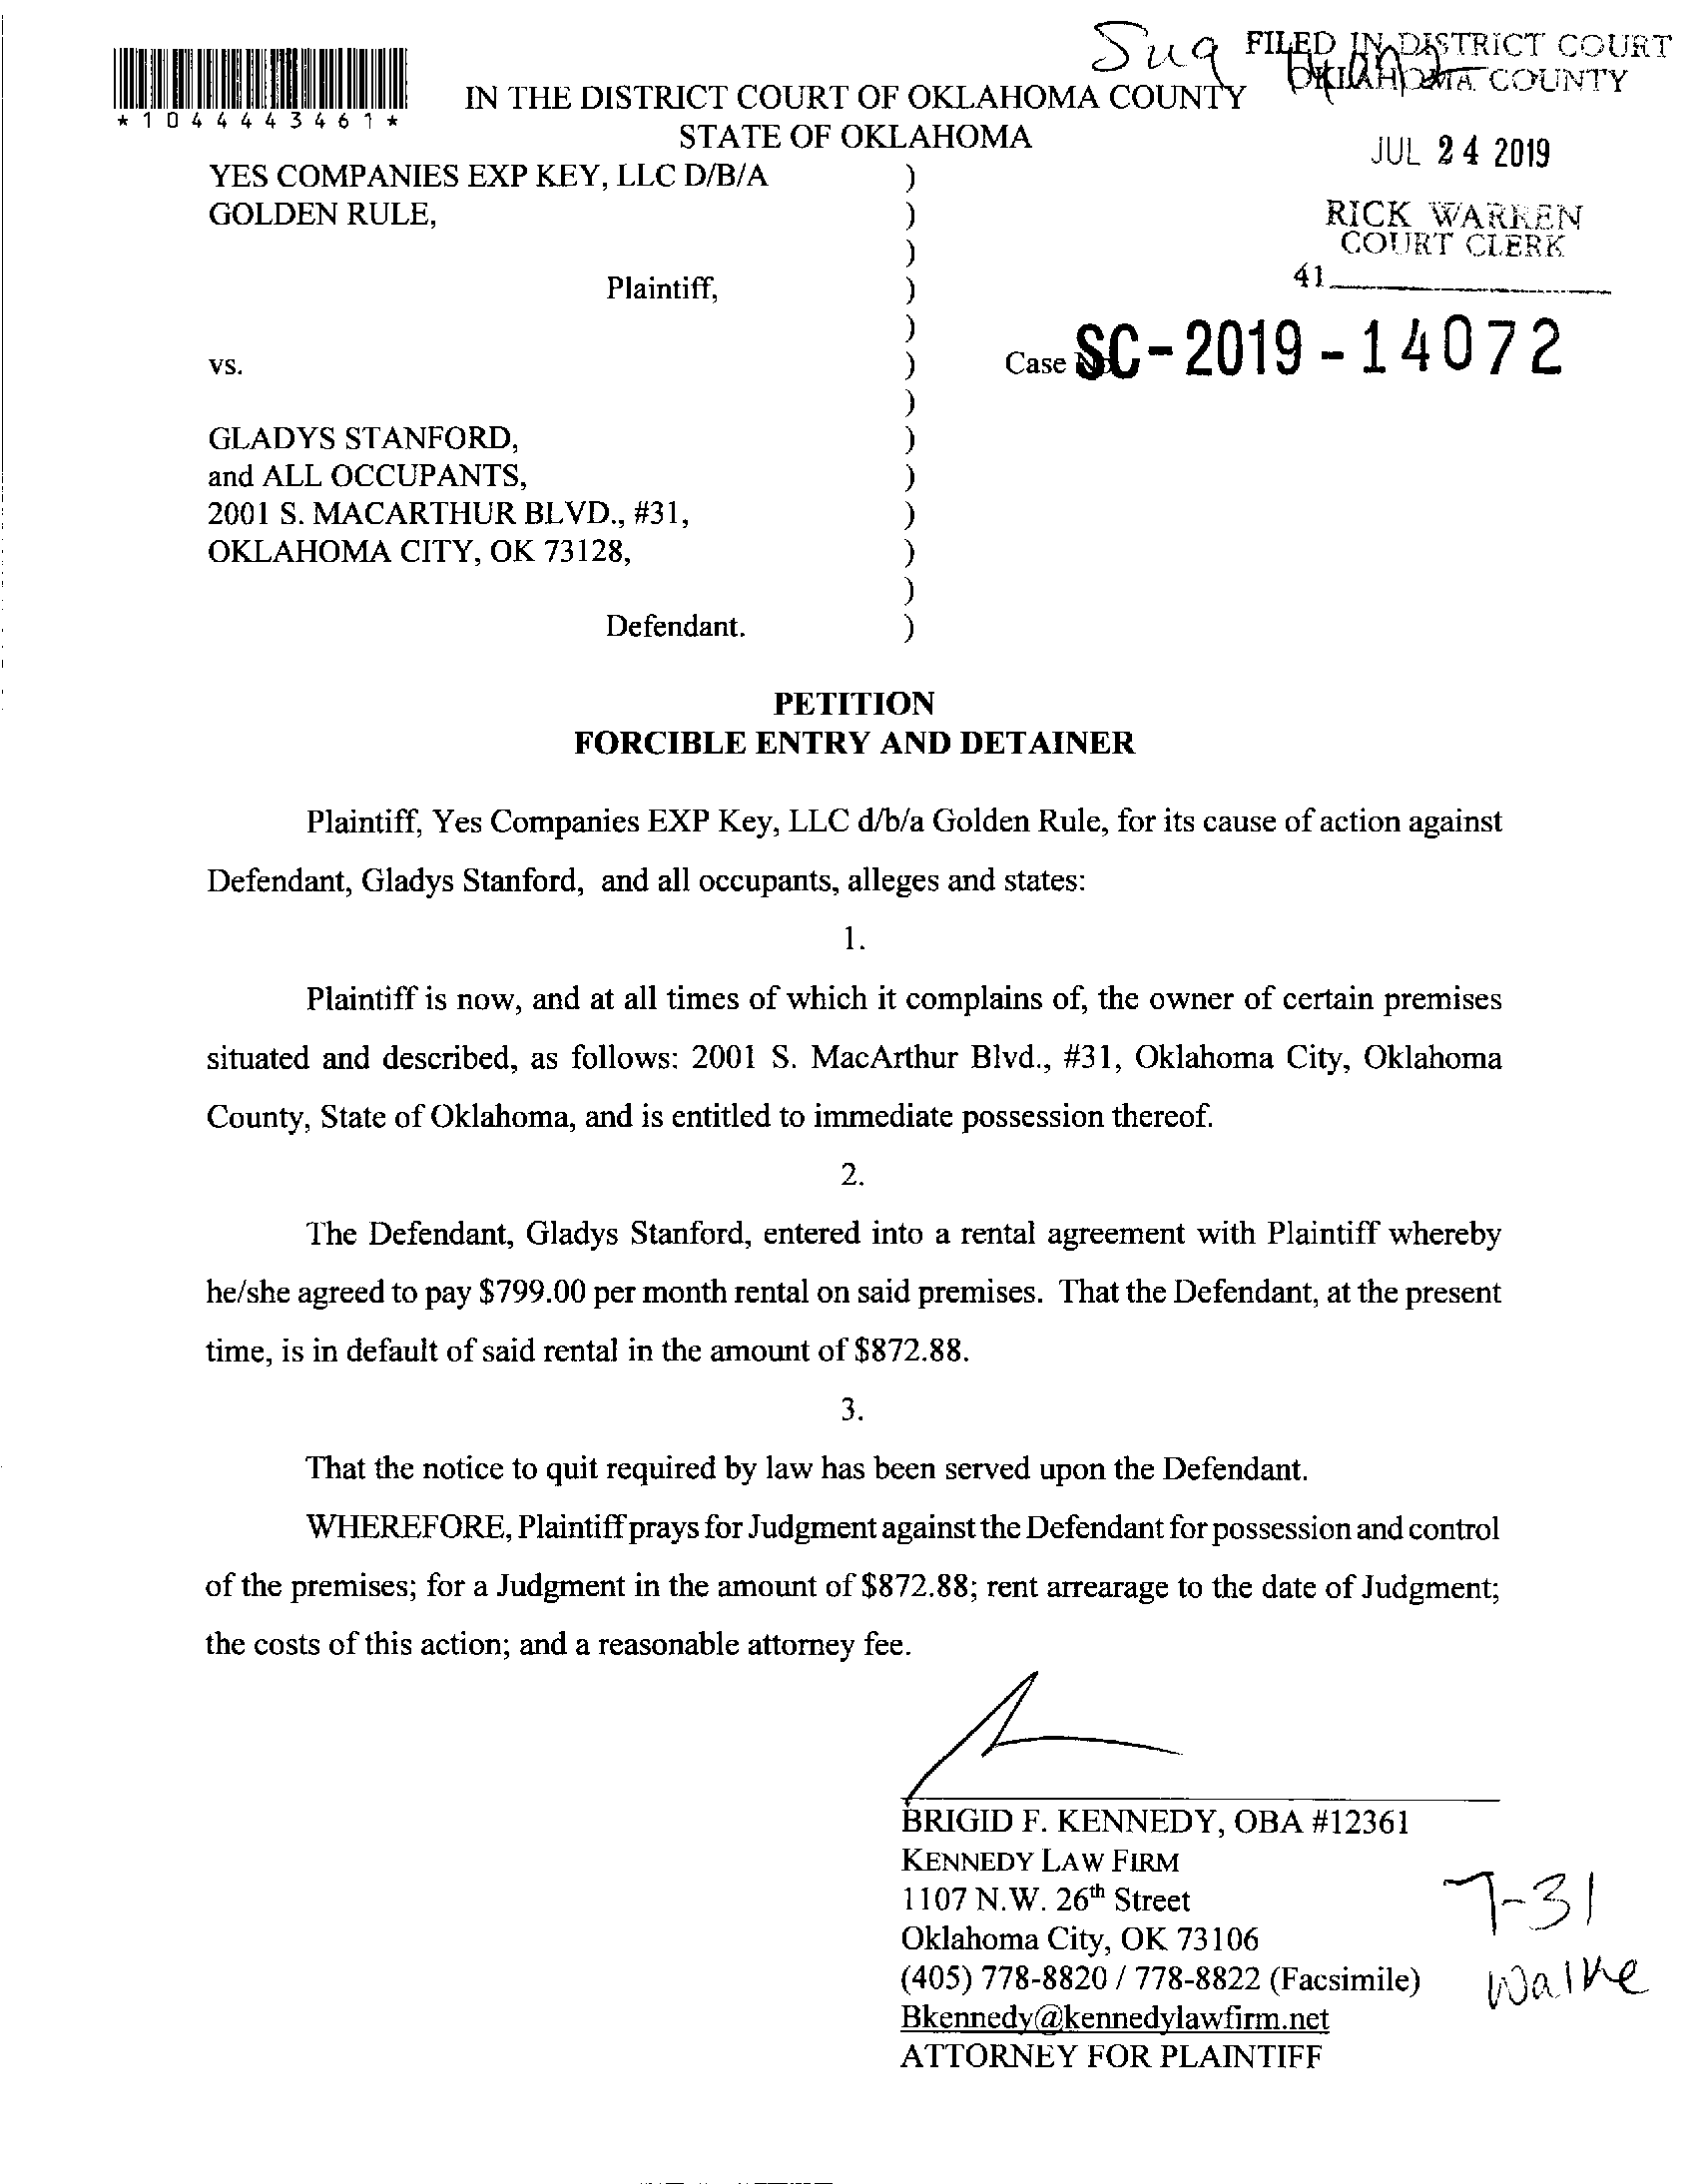 FILED IN DISTRICT COURT
OKLAHOMA COUNTY
*1044443461*
IN THE DISTRICT COURT OF OKLAHOMA COUNTY
STATE OF OKLAHOMA
JUL 24 2019
YES COMPANIES EXP KEY, LLC D/B/A )
GOLDEN RULE, )
RICK WARREN
COURT CLERK
)
Plaintiff, )
41
)
vs. )
Case SC-2019-14072
)
GLADYS STANFORD, )
and ALL OCCUPANTS, )
2001 S. MACARTHUR BLVD., #31, )
OKLAHOMA CITY, OK 73128, )
)
Defendant. )
PETITION
FORCIBLE ENTRY AND DETAINER
Plaintiff, Yes Companies EXP Key, LLC d/b/a Golden Rule, for its cause of action against
Defendant, Gladys Stanford, and all occupants, alleges and states:
1.
Plaintiff is now, and at all times of which it complains of, the owner of certain premises
situated and described, as follows: 2001 S. MacArthur Blvd., #31, Oklahoma City, Oklahoma
County, State of Oklahoma, and is entitled to immediate possession thereof.
2.
The Defendant, Gladys Stanford, entered into a rental agreement with Plaintiff whereby
he/she agreed to pay $799.00 per month rental on said premises. That the Defendant, at the present
time, is in default of said rental in the amount of $872.88.
3.
That the notice to quit required by law has been served upon the Defendant.
WHEREFORE, Plaintiff prays for Judgment against the Defendant for possession and control
of the premises; for a Judgment in the amount of $872.88; rent arrearage to the date of Judgment;
the costs of this action; and a reasonable attorney fee.
BRIGID F. KENNEDY, OBA #12361
KENNEDY LAW FIRM
1107 N.W. 26th Street
Oklahoma City, OK 73106
(405) 778-8820 / 778-8822 (Facsimile)
Bkennedy@kennedylawfirm.net
ATTORNEY FOR PLAINTIFF
7-31
Walke